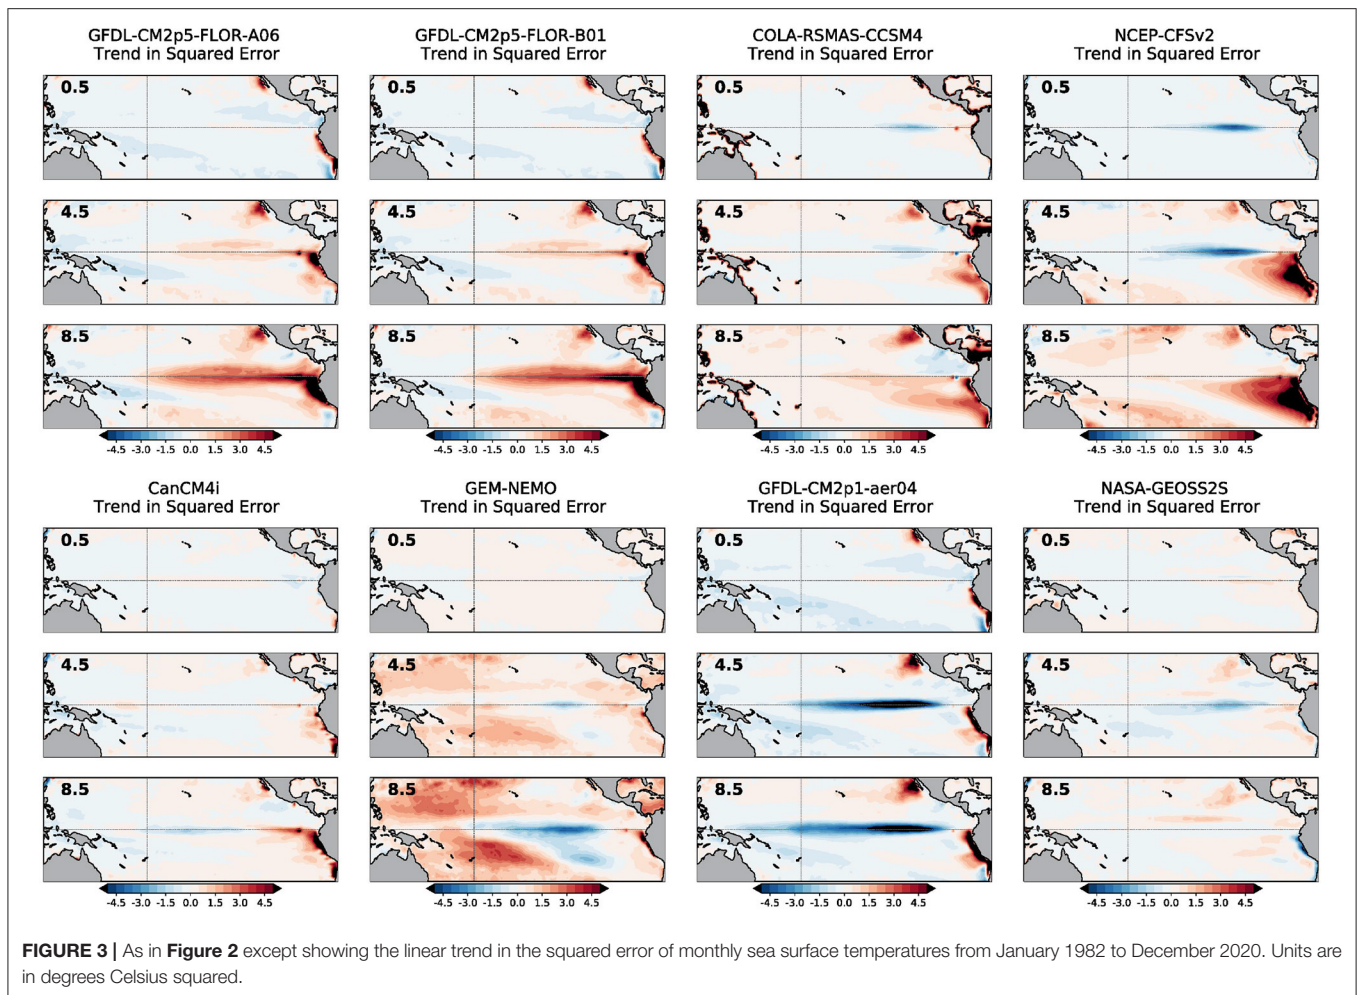 GFDL-CM2p5-FLOR-A06
Trend in Squared Error
GFDL-CM2p5-FLOR-B01
Trend in Squared Error
COLA-RSMAS-CCSM4
Trend in Squared Error
NCEP-CFSv2
Trend in Squared Error
0.5
0.5
0.5
0.5
4.5
4.5
4.5
4.5
8.5
8.5
8.5
8.5
-4.5 -3.0 -1.5 0.0 1.5 3.0 4.5
-4.5 -3.0 -1.5 0.0 1.5 3.0 4.5
-4.5 -3.0 -1.5 0.0 1.5 3.0 4.5
-4.5 -3.0 -1.5 0.0 1.5 3.0 4.5
CanCM4i
Trend in Squared Error
GEM-NEMO
Trend in Squared Error
GFDL-CM2p1-aer04
Trend in Squared Error
NASA-GEOSS2S
Trend in Squared Error
0.5
0.5
0.5
0.5
4.5
4.5
4.5
4.5
8.5
8.5
8.5
8.5
-4.5 -3.0 -1.5 0.0 1.5 3.0 4.5
-4.5 -3.0 -1.5 0.0 1.5 3.0 4.5
-4.5 -3.0 -1.5 0.0 1.5 3.0 4.5
-4.5 -3.0 -1.5 0.0 1.5 3.0 4.5
FIGURE 3 | As in Figure 2 except showing the linear trend in the squared error of monthly sea surface temperatures from January 1982 to December 2020. Units are
in degrees Celsius squared.